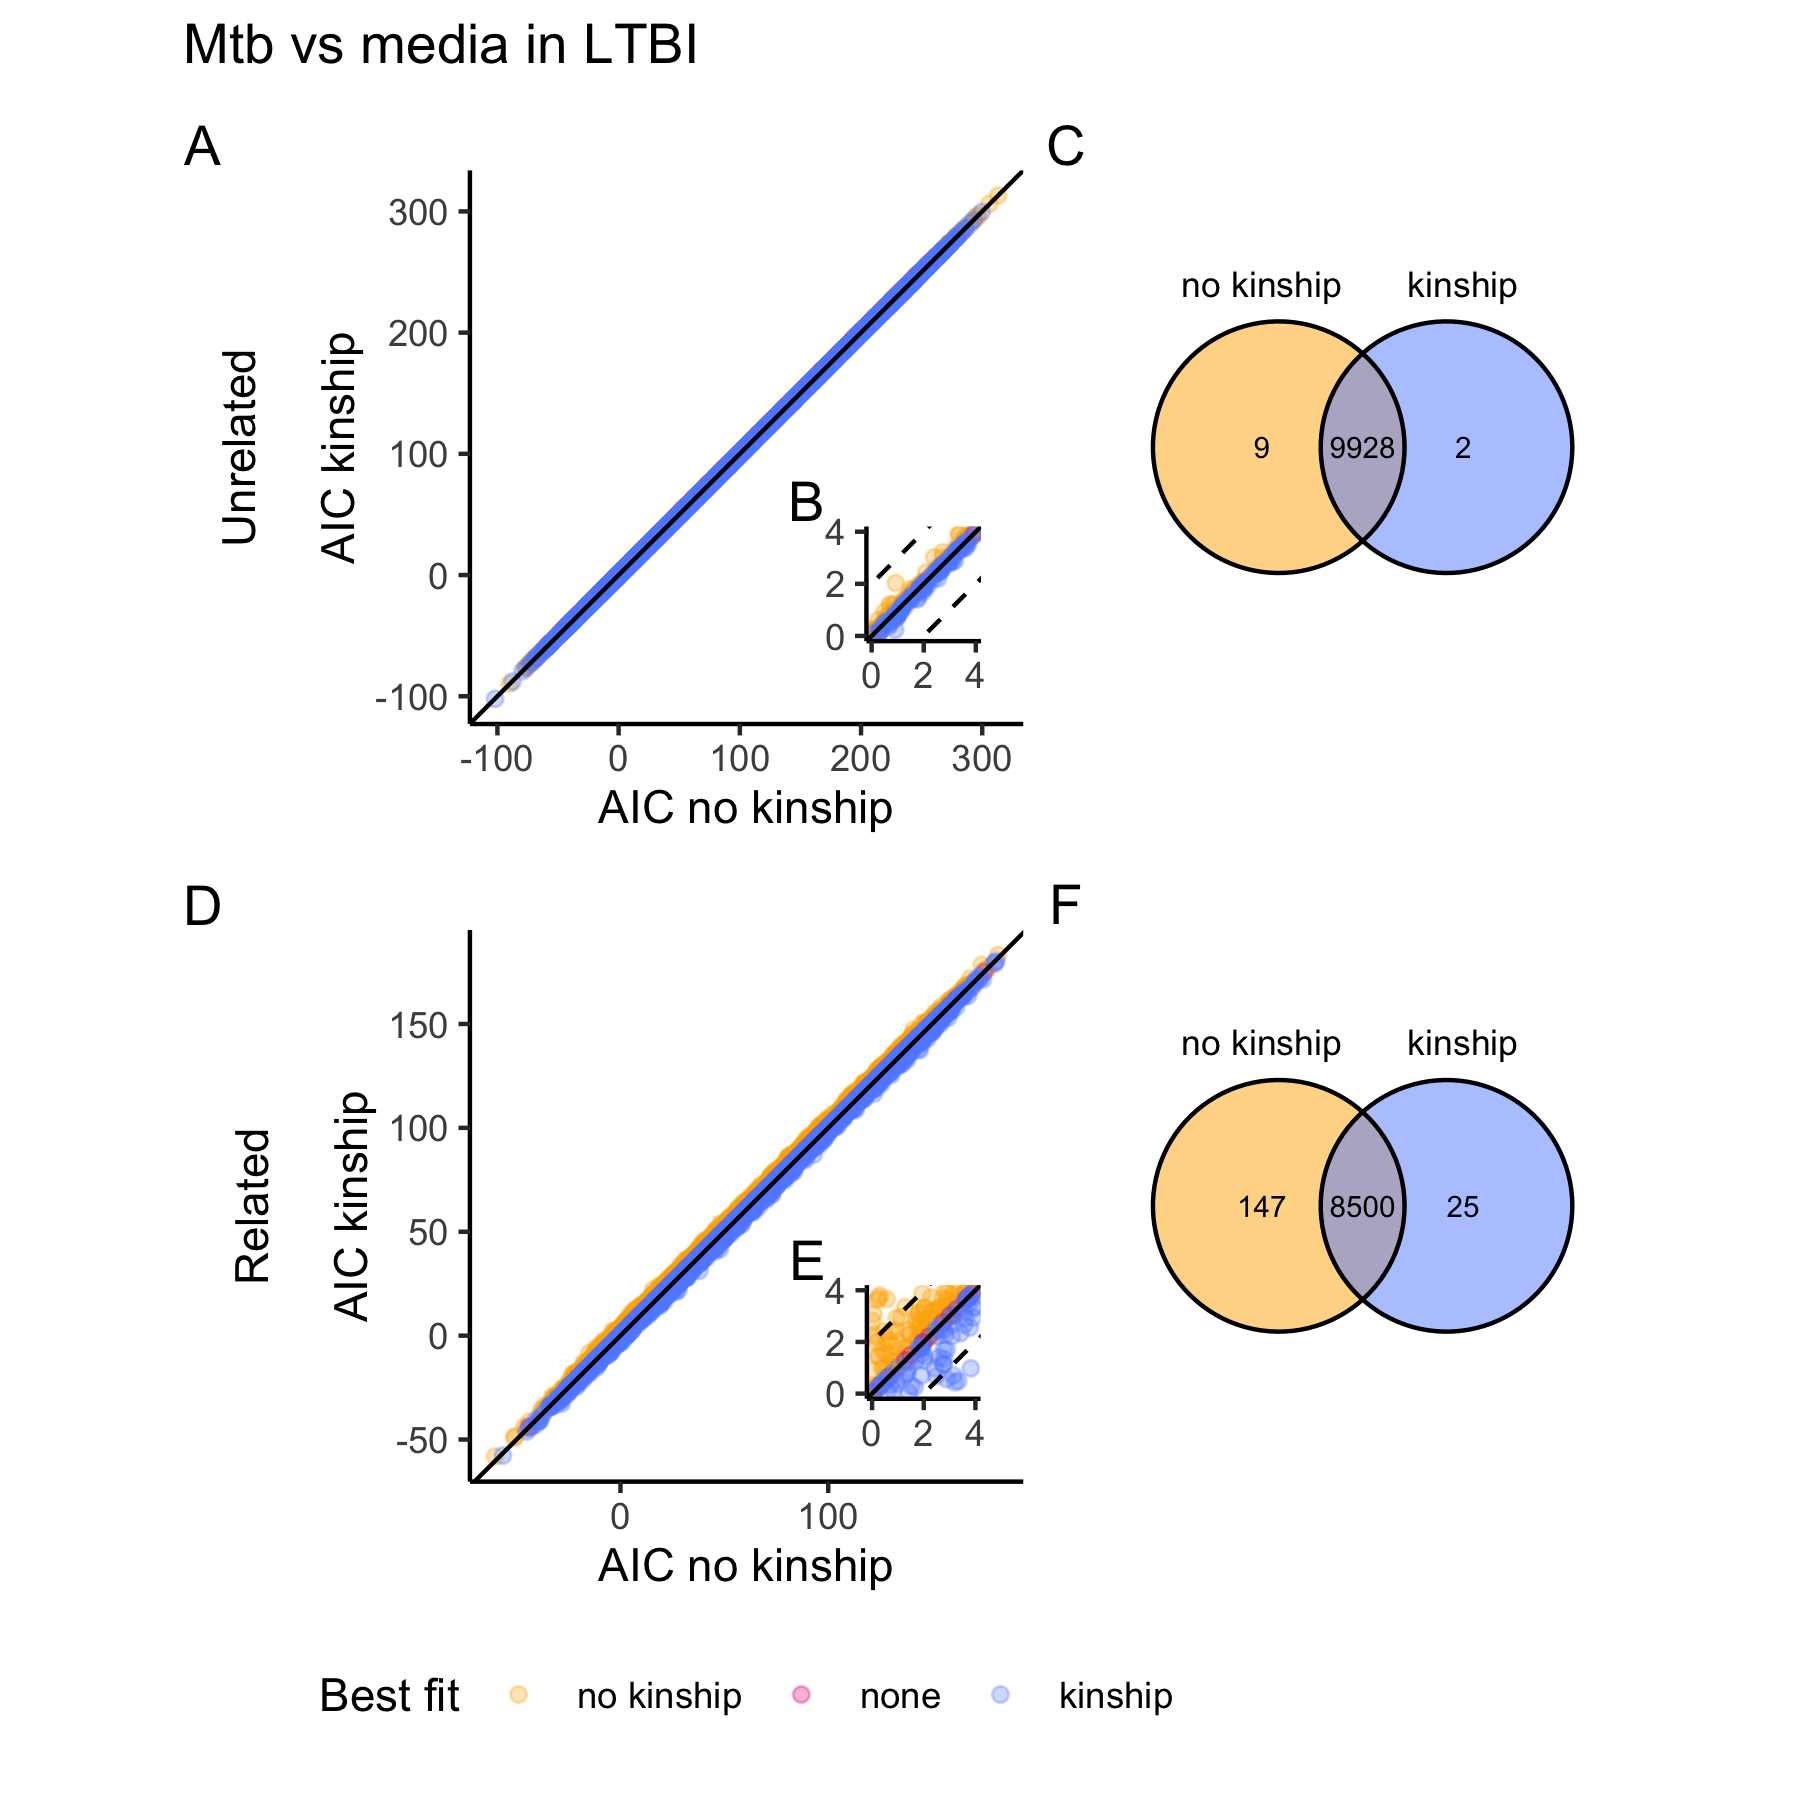 Mtb vs media in LTBI
A
Unrelated
AIC kinship
300
200
100
0
-100
-100 0 100 200 300
AIC no kinship
B
4
2
0
0 2 4
C
no kinship kinship
9 9928 2
D
Related
AIC kinship
150
100
50
0
-50
0 100
AIC no kinship
E
4
2
0
0 2 4
F
no kinship kinship
147 8500 25
Best fit no kinship none kinship